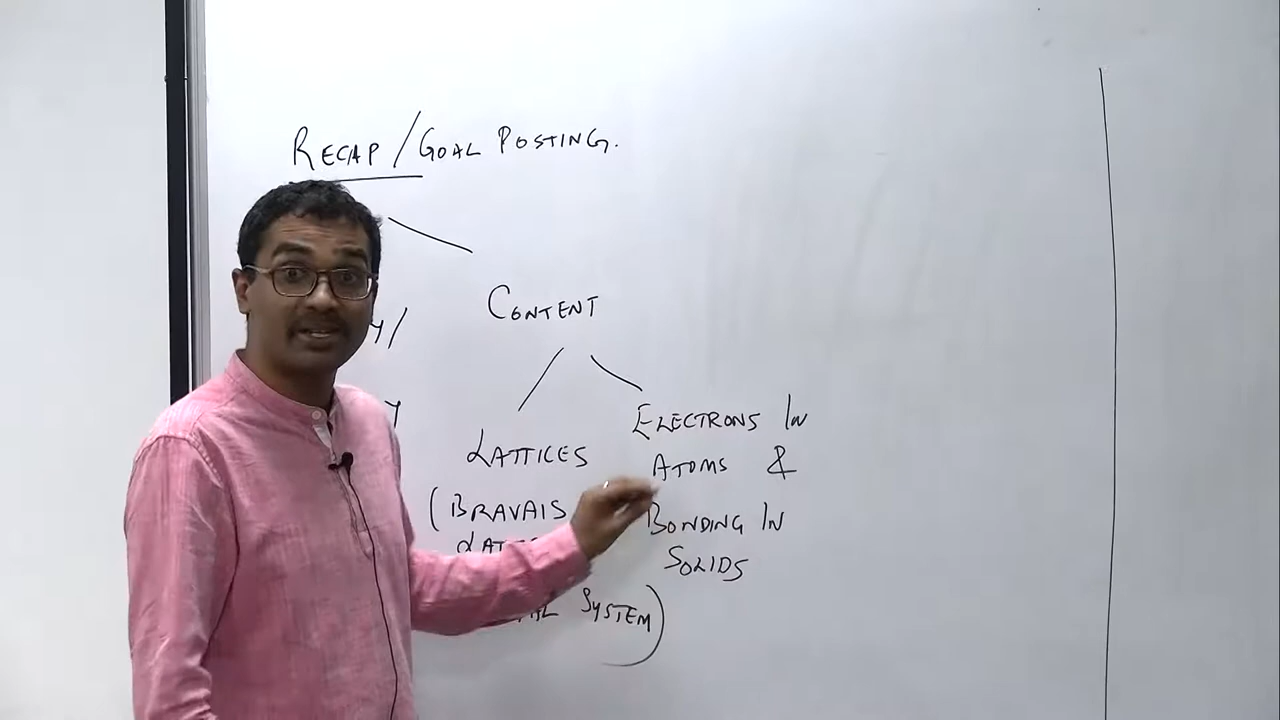 RECAP / GOAL POSTING.
CONTENT
LATTICES
(BRAVAIS
ELECTRONS IN
ATOMS &
BONDING IN
SOLIDS
SYSTEM)